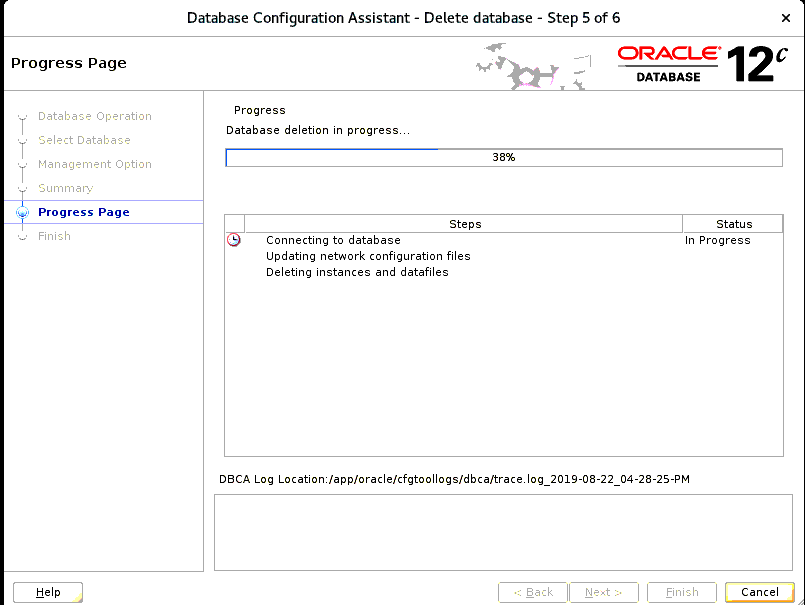 Database Configuration Assistant - Delete database - Step 5 of 6
Progress Page
ORACLE
DATABASE
12c
Database Operation
Select Database
Management Option
Summary
Progress Page
Finish
Progress
Database deletion in progress...
38%
Steps Status
Connecting to database In Progress
Updating network configuration files
Deleting instances and datafiles
DBCA Log Location:/app/oracle/cfgtoollogs/dbca/trace.log_2019-08-22_04-28-25-PM
Help < Back Next > Finish Cancel